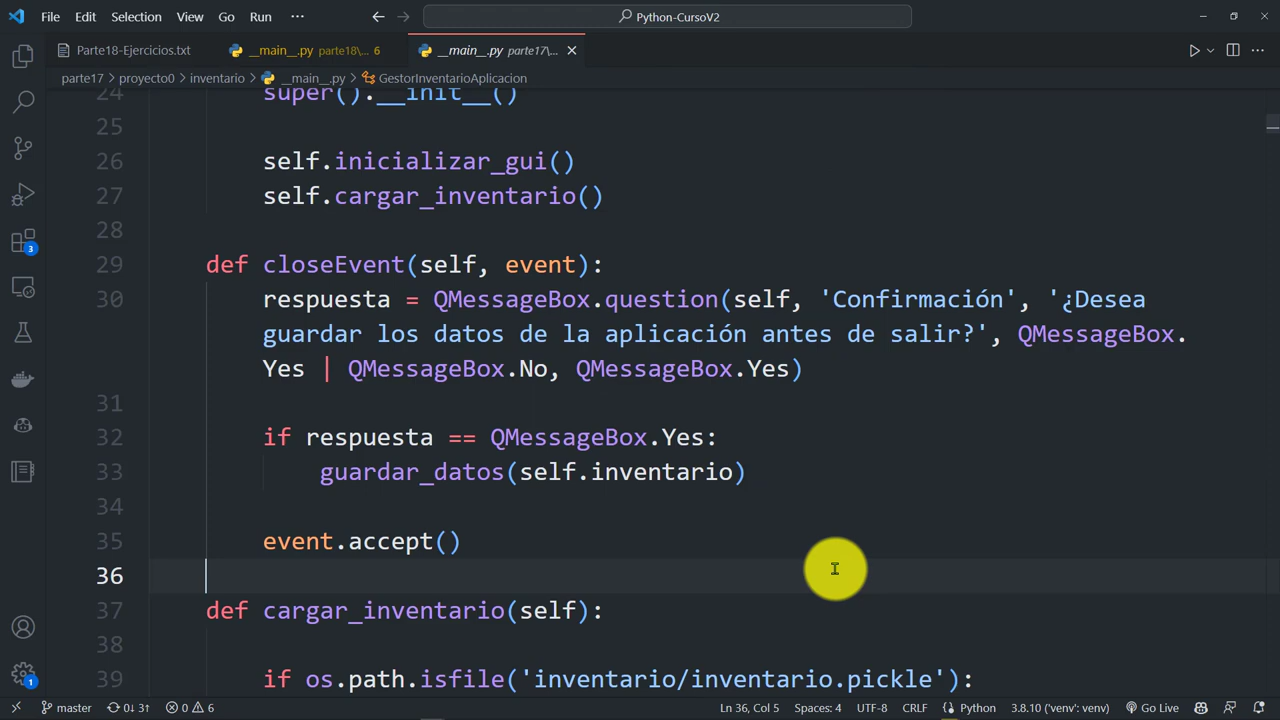 File Edit Selection View Go Run ··· Python-CursoV2
Parte18-Ejercicios.txt __main__.py parte18\... 6 __main__.py parte17\...
parte17 > proyecto0 > inventario > __main__.py > GestorInventarioAplicacion
24 super().__init__()
25
26 self.inicializar_gui()
27 self.cargar_inventario()
28
29 def closeEvent(self, event):
30 respuesta = QMessageBox.question(self, 'Confirmación', '¿Desea
guardar los datos de la aplicación antes de salir?', QMessageBox.
Yes | QMessageBox.No, QMessageBox.Yes)
31
32 if respuesta == QMessageBox.Yes:
33 guardar_datos(self.inventario)
34
35 event.accept()
36
37 def cargar_inventario(self):
38
39 if os.path.isfile('inventario/inventario.pickle'):
3
1
master 0↓ 3↑ 0 6 Ln 36, Col 5 Spaces: 4 UTF-8 CRLF Python 3.8.10 ('venv': venv) Go Live